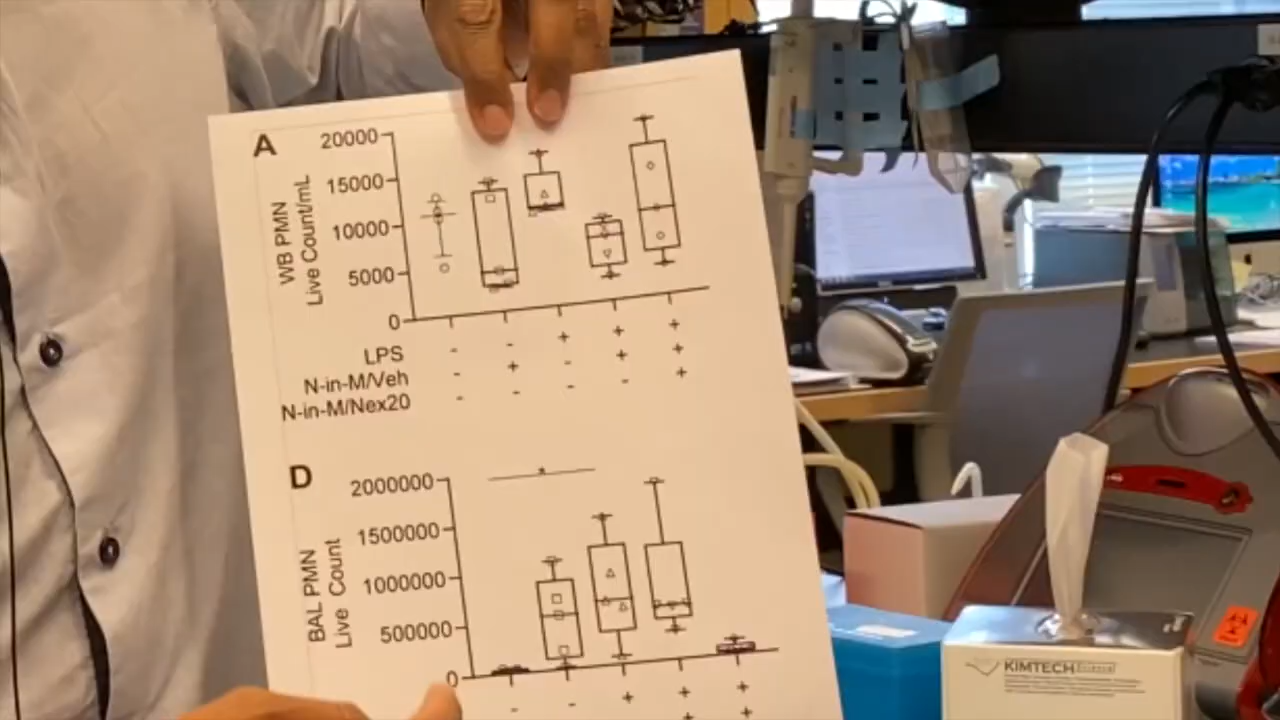 A
20000
15000
10000
5000
0
WB PMN
Live Count/mL
LPS - - + + +
N-in-M/Veh - + - + +
N-in-M/Nex20 - - - - +
D
*
2000000
1500000
1000000
500000
0
BAL PMN
Live Count
- - + + +
+ +
KIMTECH